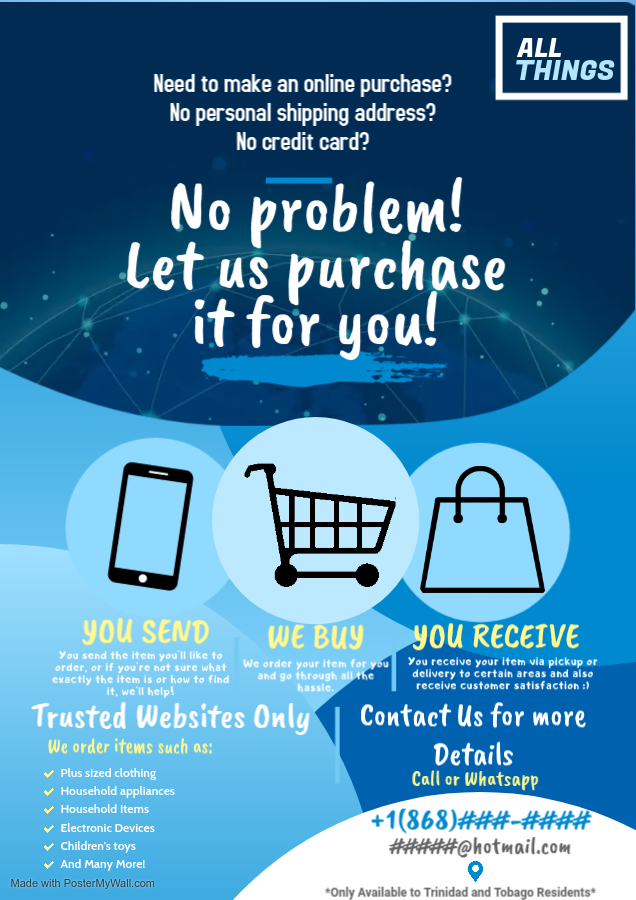 ALL
THINGS
Need to make an online purchase?
No personal shipping address?
No credit card?
No problem!
Let us purchase
it for you!
YOU SEND
You send the item you'll like to
order, or if you're not sure what
exactly the item is or how to find
it, we'll help!
WE BUY
We order your item for you
and go through all the
hassle.
YOU RECEIVE
You receive your item via pickup or
delivery to certain areas and also
receive customer satisfaction :)
Trusted Websites Only
We order items such as:
Plus sized clothing
Household appliances
Household Items
Electronic Devices
Children's toys
And Many More!
Contact Us for more
Details
Call or Whatsapp
+1(868)###-####
#####@hotmail.com
*Only Available to Trinidad and Tobago Residents*
Made with PosterMyWall.com